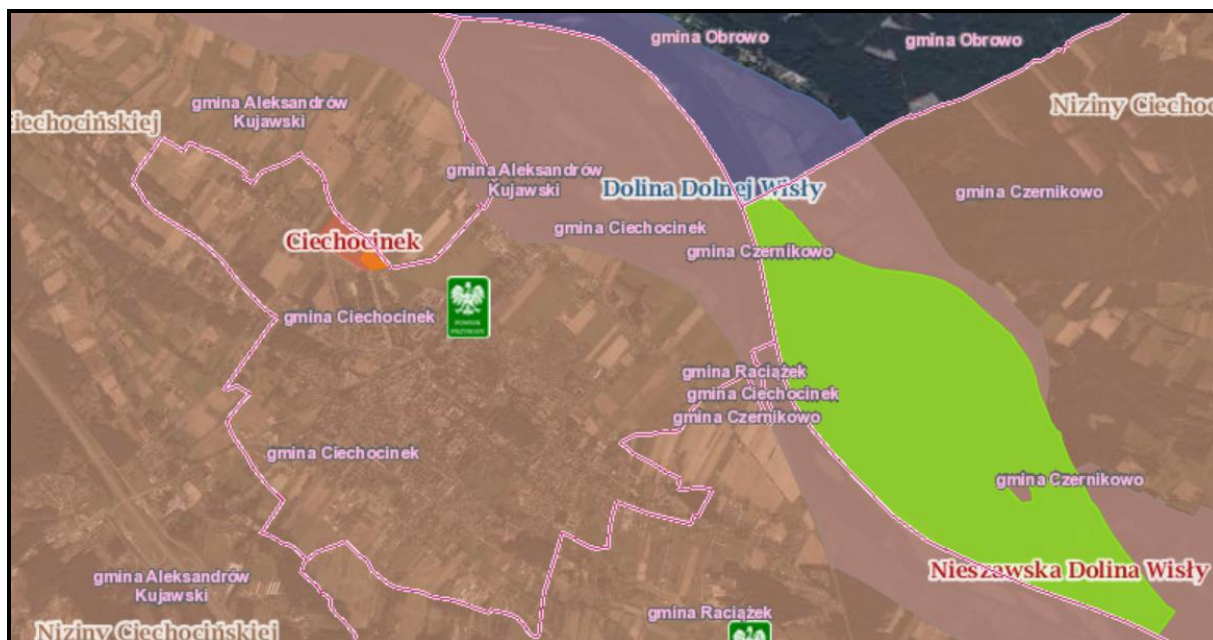 gmina Obrowo
gmina Obrowo
gmina Aleksandrów
Kujawski
Niziny Ciechoc
iechocińskiej
gmina Aleksandrów
Kujawski
Dolina Dolnej Wisły
gmina Czernikowo
gmina Ciechocinek
Ciechocinek
gmina Czernikowo
POMNIK
PRZYRODY
gmina Ciechocinek
gmina Raciążek
gmina Ciechocinek
gmina Czernikowo
gmina Ciechocinek
gmina Czernikowo
Nieszawska Dolina Wisły
gmina Aleksandrów
Kujawski
gmina Raciążek
Niziny Ciechocińskiej